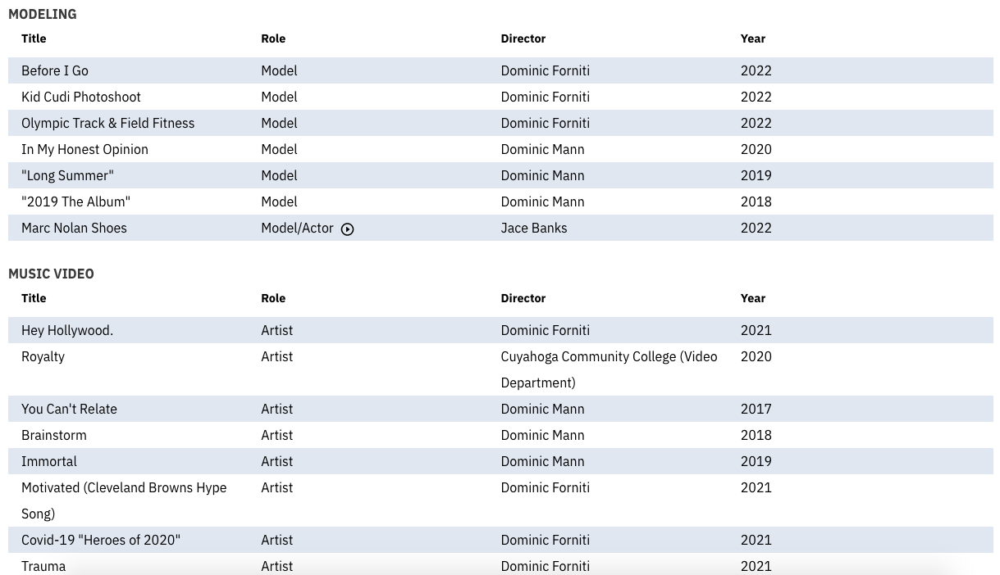 MODELING
Title Role Director Year
Before I Go Model Dominic Forniti 2022
Kid Cudi Photoshoot Model Dominic Forniti 2022
Olympic Track & Field Fitness Model Dominic Forniti 2022
In My Honest Opinion Model Dominic Mann 2020
"Long Summer" Model Dominic Mann 2019
"2019 The Album" Model Dominic Mann 2018
Marc Nolan Shoes Model/Actor Jace Banks 2022
MUSIC VIDEO
Title Role Director Year
Hey Hollywood. Artist Dominic Forniti 2021
Royalty Artist Cuyahoga Community College (Video 2020
Department)
You Can't Relate Artist Dominic Mann 2017
Brainstorm Artist Dominic Mann 2018
Immortal Artist Dominic Mann 2019
Motivated (Cleveland Browns Hype Artist Dominic Forniti 2021
Song)
Covid-19 "Heroes of 2020" Artist Dominic Forniti 2021
Trauma Artist Dominic Forniti 2021